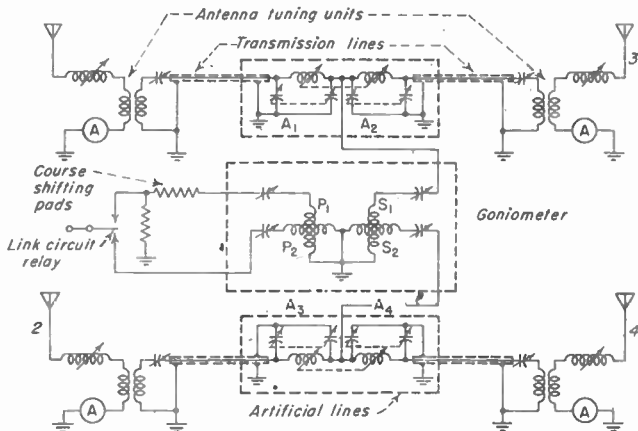 Antenna tuning units
Transmission lines
3
A
A
A1
A2
Course
shifting
pads
P1
S1
Goniometer
Link circuit
relay
P2
S2
A3
A4
2
4
A
A
Artificial lines